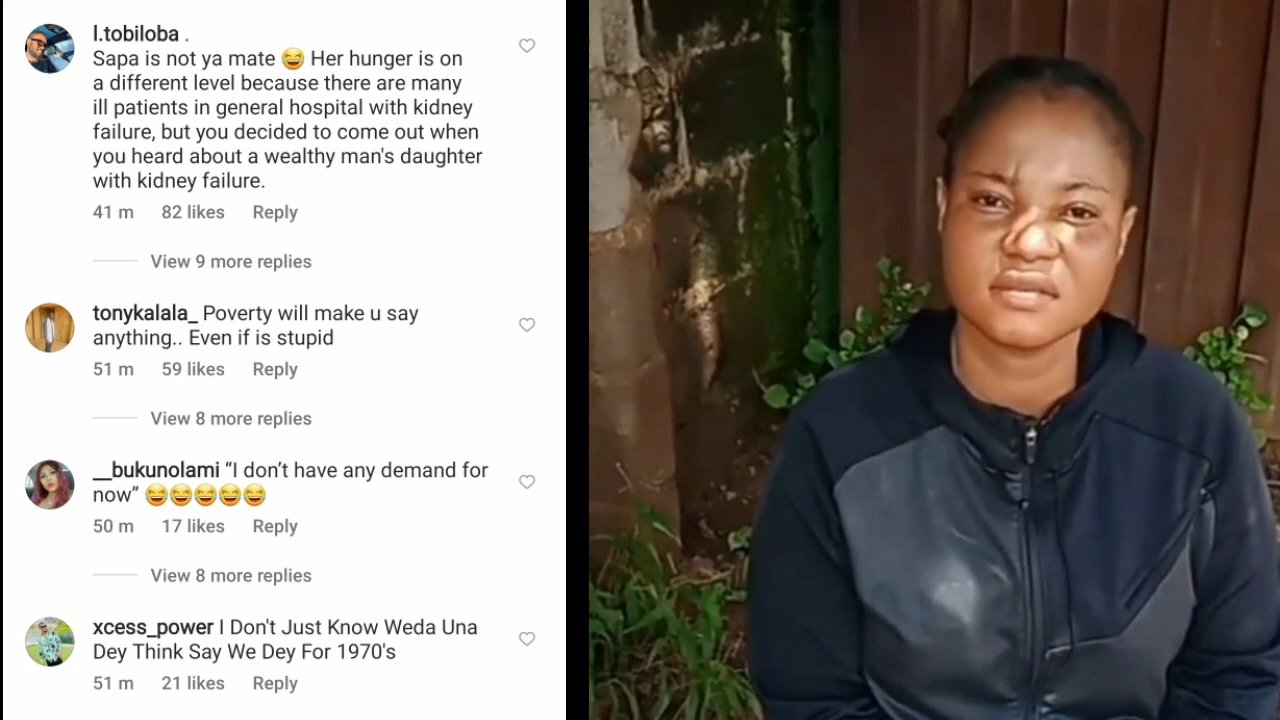 l.tobiloba .
Sapa is not ya mate 😂 Her hunger is on
a different level because there are many
ill patients in general hospital with kidney
failure, but you decided to come out when
you heard about a wealthy man's daughter
with kidney failure.
41 m 82 likes Reply
View 9 more replies
tonykalala_ Poverty will make u say
anything.. Even if is stupid
51 m 59 likes Reply
View 8 more replies
__bukunolami “I don’t have any demand for
now” 😂😂😂😂😂
50 m 17 likes Reply
View 8 more replies
xcess_power I Don't Just Know Weda Una
Dey Think Say We Dey For 1970's
51 m 21 likes Reply